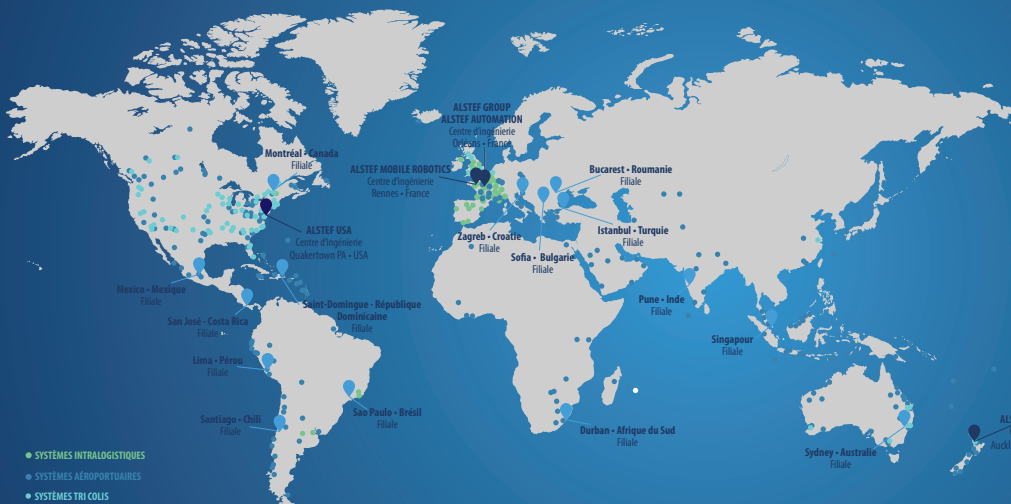 ALSTEF GROUP
ALSTEF AUTOMATION
Centre d'ingénierie
Orléans • France
Montréal • Canada
Filiale
ALSTEF MOBILE ROBOTICS
Centre d'ingénierie
Rennes • France
Bucarest • Roumanie
Filiale
ALSTEF USA
Centre d'ingénierie
Quakertown PA • USA
Zagreb • Croatie
Filiale
Istanbul • Turquie
Filiale
Sofia • Bulgarie
Filiale
Mexico • Mexique
Filiale
Saint-Domingue - République
Dominicaine
Filiale
Pune • Inde
Filiale
San José - Costa Rica
Filiale
Singapour
Filiale
Lima • Pérou
Filiale
Sao Paulo • Brésil
Filiale
Santiago • Chili
Filiale
Durban • Afrique du Sud
Filiale
Sydney • Australie
Filiale
AL
Auckl
SYSTÈMES INTRALOGISTIQUES
SYSTÈMES AÉROPORTUAIRES
SYSTÈMES TRI COLIS